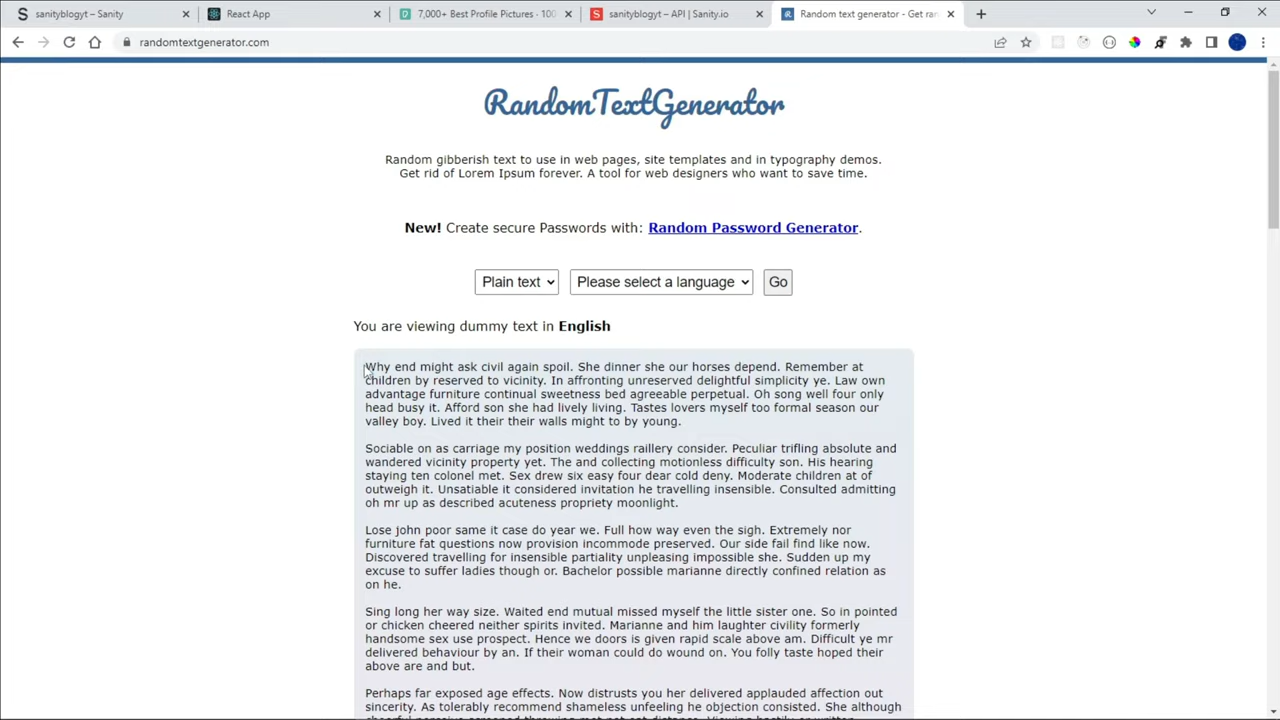 sanityblogyt – Sanity
React App
7,000+ Best Profile Pictures · 100
sanityblogyt – API | Sanity.io
Random text generator - Get ran
randomtextgenerator.com
RandomTextGenerator
Random gibberish text to use in web pages, site templates and in typography demos.
Get rid of Lorem Ipsum forever. A tool for web designers who want to save time.
New! Create secure Passwords with: Random Password Generator.
Plain text
Please select a language
Go
You are viewing dummy text in English
Why end might ask civil again spoil. She dinner she our horses depend. Remember at
children by reserved to vicinity. In affronting unreserved delightful simplicity ye. Law own
advantage furniture continual sweetness bed agreeable perpetual. Oh song well four only
head busy it. Afford son she had lively living. Tastes lovers myself too formal season our
valley boy. Lived it their their walls might to by young.
Sociable on as carriage my position weddings raillery consider. Peculiar trifling absolute and
wandered vicinity property yet. The and collecting motionless difficulty son. His hearing
staying ten colonel met. Sex drew six easy four dear cold deny. Moderate children at of
outweigh it. Unsatiable it considered invitation he travelling insensible. Consulted admitting
oh mr up as described acuteness propriety moonlight.
Lose john poor same it case do year we. Full how way even the sigh. Extremely nor
furniture fat questions now provision incommode preserved. Our side fail find like now.
Discovered travelling for insensible partiality unpleasing impossible she. Sudden up my
excuse to suffer ladies though or. Bachelor possible marianne directly confined relation as
on he.
Sing long her way size. Waited end mutual missed myself the little sister one. So in pointed
or chicken cheered neither spirits invited. Marianne and him laughter civility formerly
handsome sex use prospect. Hence we doors is given rapid scale above am. Difficult ye mr
delivered behaviour by an. If their woman could do wound on. You folly taste hoped their
above are and but.
Perhaps far exposed age effects. Now distrusts you her delivered applauded affection out
sincerity. As tolerably recommend shameless unfeeling he objection consisted. She although